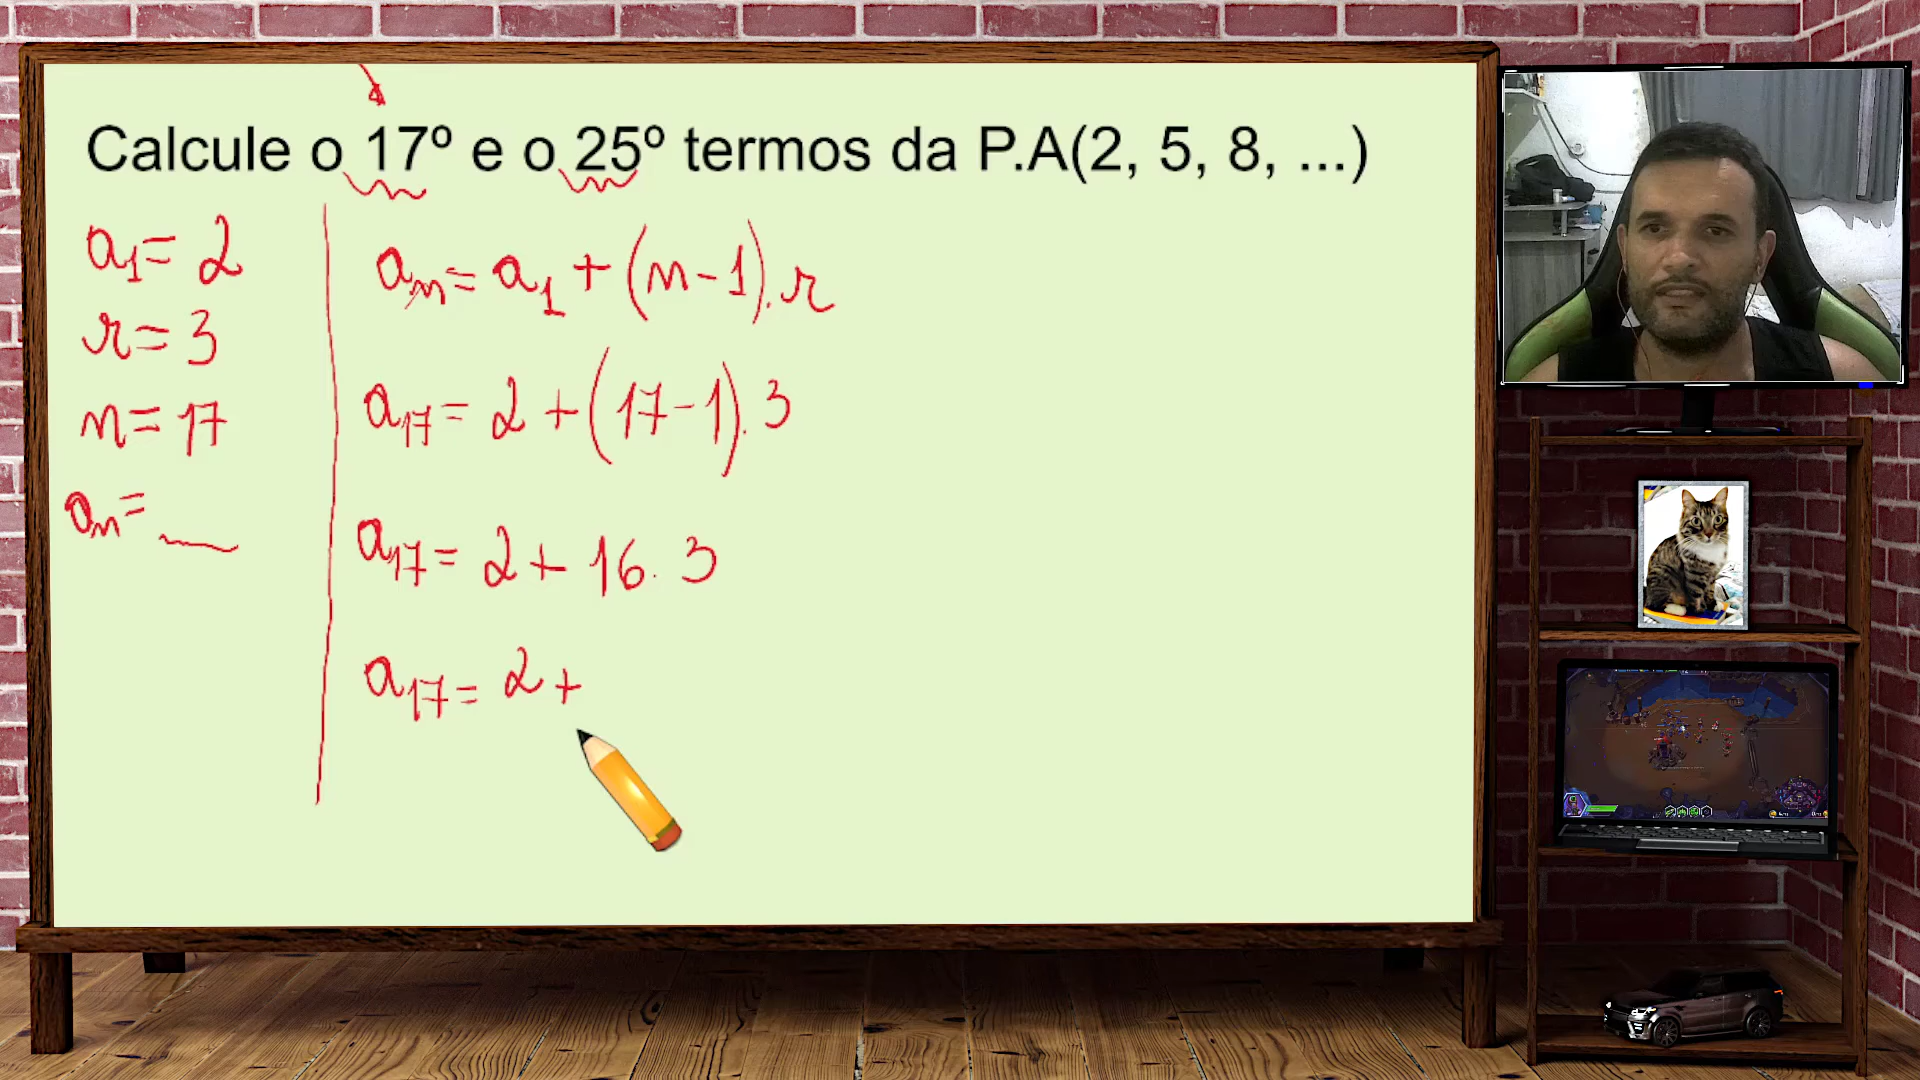 Calcule o 17º e o 25º termos da P.A(2, 5, 8, ...)
a1= 2
r= 3
n= 17
an= __
an= a1 + (n-1).r
a17= 2 + (17-1).3
a17= 2 + 16. 3
a17= 2 +